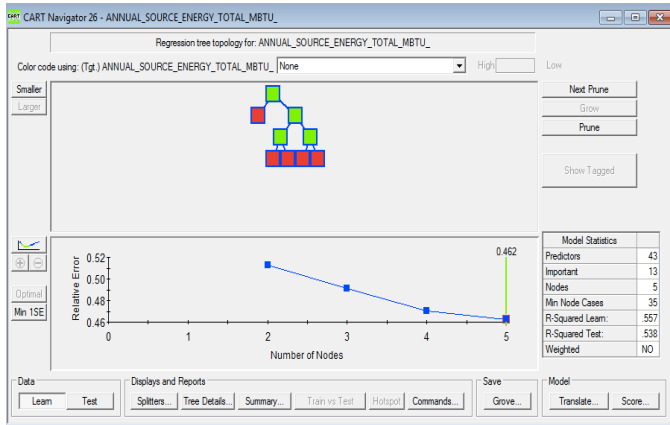 CART Navigator 26 - ANNUAL_SOURCE_ENERGY_TOTAL_MBTU_
Regression tree topology for: ANNUAL_SOURCE_ENERGY_TOTAL_MBTU_
Color code using: (Tgt.) ANNUAL_SOURCE_ENERGY_TOTAL_MBTU_ None High Low
Smaller
Larger
Next Prune
Grow
Prune
Show Tagged
Optimal
Min 1SE
Relative Error
0.52
0.50
0.48
0.46
0.462
0 1 2 3 4 5
Number of Nodes
Model Statistics
Predictors 43
Important 13
Nodes 5
Min Node Cases 35
R-Squared Learn: .557
R-Squared Test: .538
Weighted NO
Data
Learn Test
Displays and Reports
Splitters... Tree Details... Summary... Train vs Test Hotspot Commands...
Save
Grove...
Model
Translate... Score...